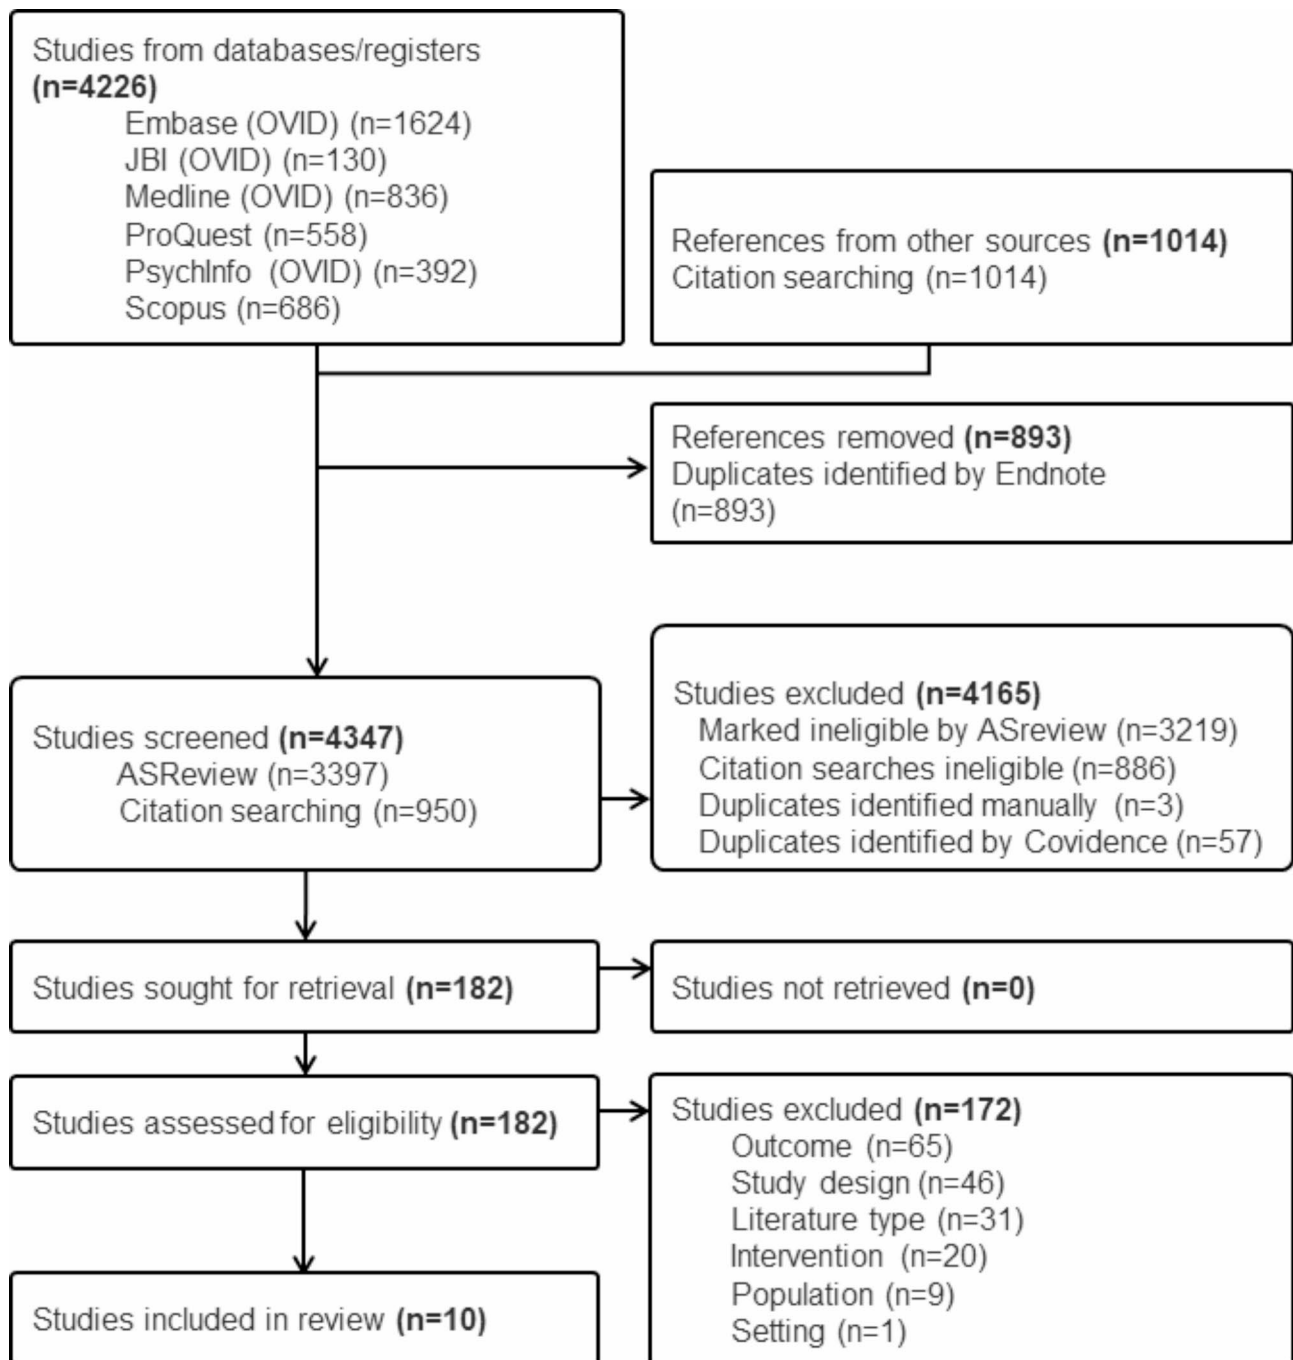 Studies from databases/registers
(n=4226)
Embase (OVID) (n=1624)
JBI (OVID) (n=130)
Medline (OVID) (n=836)
ProQuest (n=558)
PsychInfo (OVID) (n=392)
Scopus (n=686)
References from other sources (n=1014)
Citation searching (n=1014)
References removed (n=893)
Duplicates identified by Endnote
(n=893)
Studies screened (n=4347)
ASReview (n=3397)
Citation searching (n=950)
Studies excluded (n=4165)
Marked ineligible by ASreview (n=3219)
Citation searches ineligible (n=886)
Duplicates identified manually (n=3)
Duplicates identified by Covidence (n=57)
Studies sought for retrieval (n=182)
Studies not retrieved (n=0)
Studies assessed for eligibility (n=182)
Studies excluded (n=172)
Outcome (n=65)
Study design (n=46)
Literature type (n=31)
Intervention (n=20)
Population (n=9)
Setting (n=1)
Studies included in review (n=10)